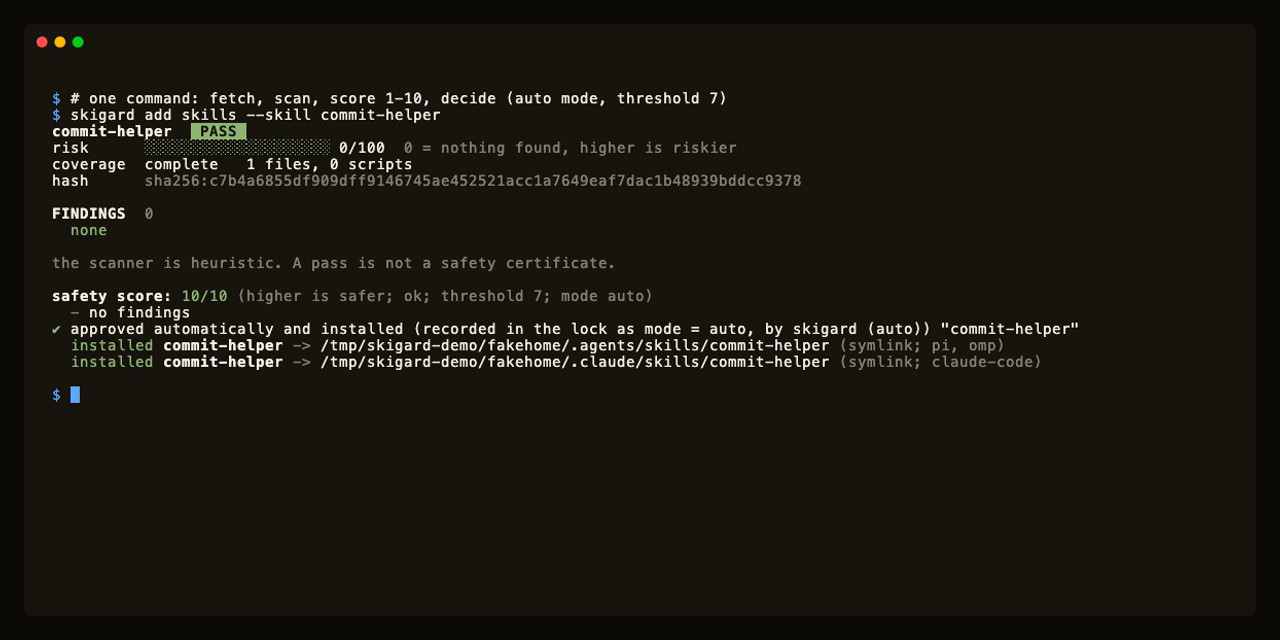 $ # one command: fetch, scan, score 1-10, decide (auto mode, threshold 7)
$ skigard add skills --skill commit-helper
commit-helper PASS
risk 0/100 0 = nothing found, higher is riskier
coverage complete 1 files, 0 scripts
hash sha256:c7b4a6855df909dff9146745ae452521acc1a7649eaf7dac1b48939bddcc9378
FINDINGS 0
none
the scanner is heuristic. A pass is not a safety certificate.
safety score: 10/10 (higher is safer; ok; threshold 7; mode auto)
– no findings
✔ approved automatically and installed (recorded in the lock as mode = auto, by skigard (auto)) "commit-helper"
installed commit-helper -> /tmp/skigard-demo/fakehome/.agents/skills/commit-helper (symlink; pi, omp)
installed commit-helper -> /tmp/skigard-demo/fakehome/.claude/skills/commit-helper (symlink; claude-code)
$